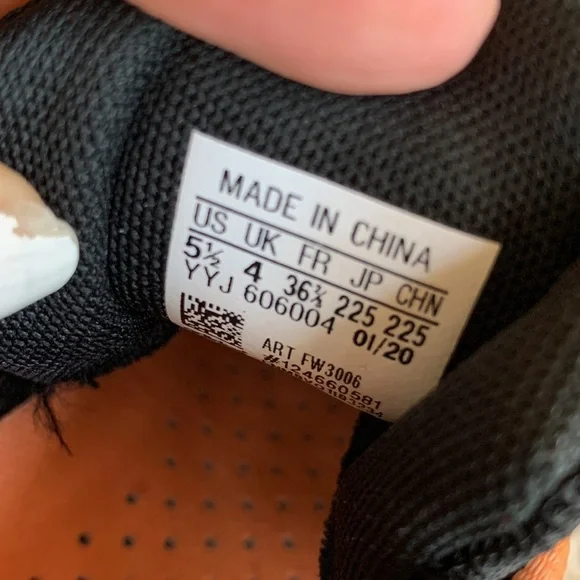 MADE IN CHINA
US UK FR JP CHN
5½ 4 36⅔ 225 225
YYJ 606004 01/20
ART FW3006
#124660581